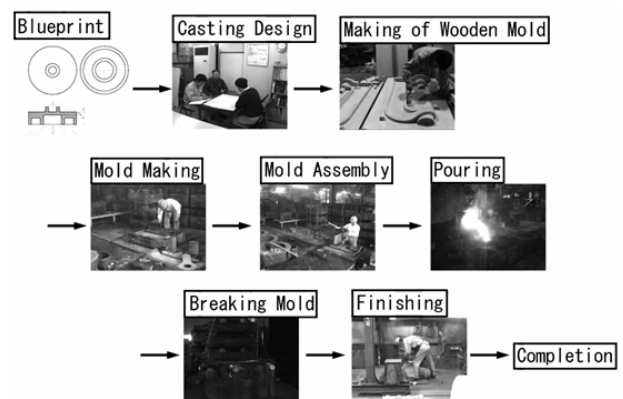 Blueprint
Casting Design
Making of Wooden Mold
Mold Making
Mold Assembly
Pouring
Breaking Mold
Finishing
Completion